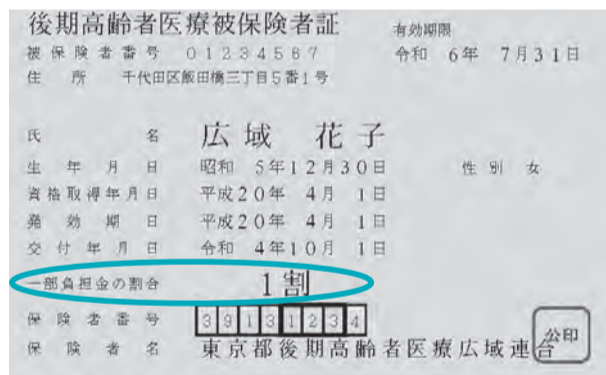 後期高齢者医療被保険者証
有効期限
被保険者番号 01234567 令和 6年 7月31日
住所 千代田区飯田橋三丁目5番1号
氏名 広域 花子
生年月日 昭和 5年12月30日 性別 女
資格取得年月日 平成20年 4月 1日
発効期日 平成20年 4月 1日
交付年月日 令和 4年10月 1日
一部負担金の割合 1割
保険者番号 39131234
保険者名 東京都後期高齢者医療広域連合
公印